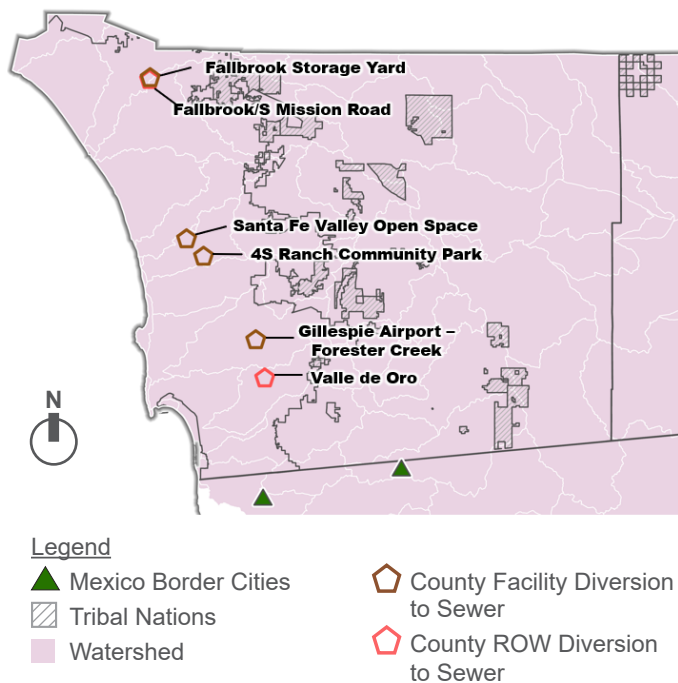 Fallbrook Storage Yard
Fallbrook/S Mission Road
Santa Fe Valley Open Space
4S Ranch Community Park
Gillespie Airport –
Forester Creek
Valle de Oro
N
Legend
Mexico Border Cities
Tribal Nations
Watershed
County Facility Diversion
to Sewer
County ROW Diversion
to Sewer